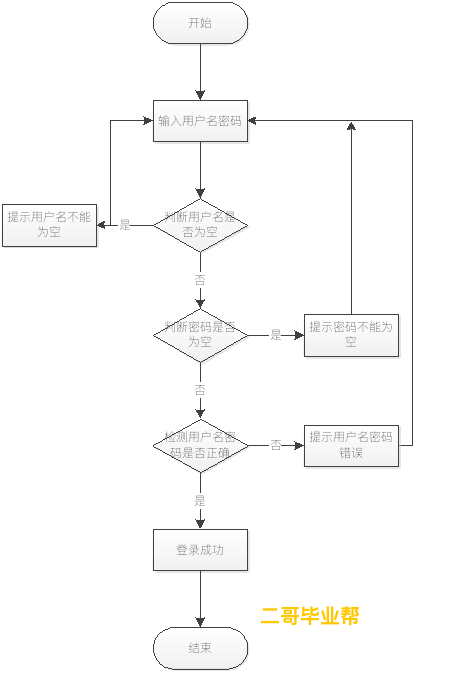 开始
输入用户名密码
判断用户名是
否为空
是
提示用户名不能
为空
否
判断密码是否
为空
是
提示密码不能为
空
否
检测用户名密
码是否正确
否
提示用户名密码
错误
是
登录成功
二哥毕业帮
结束